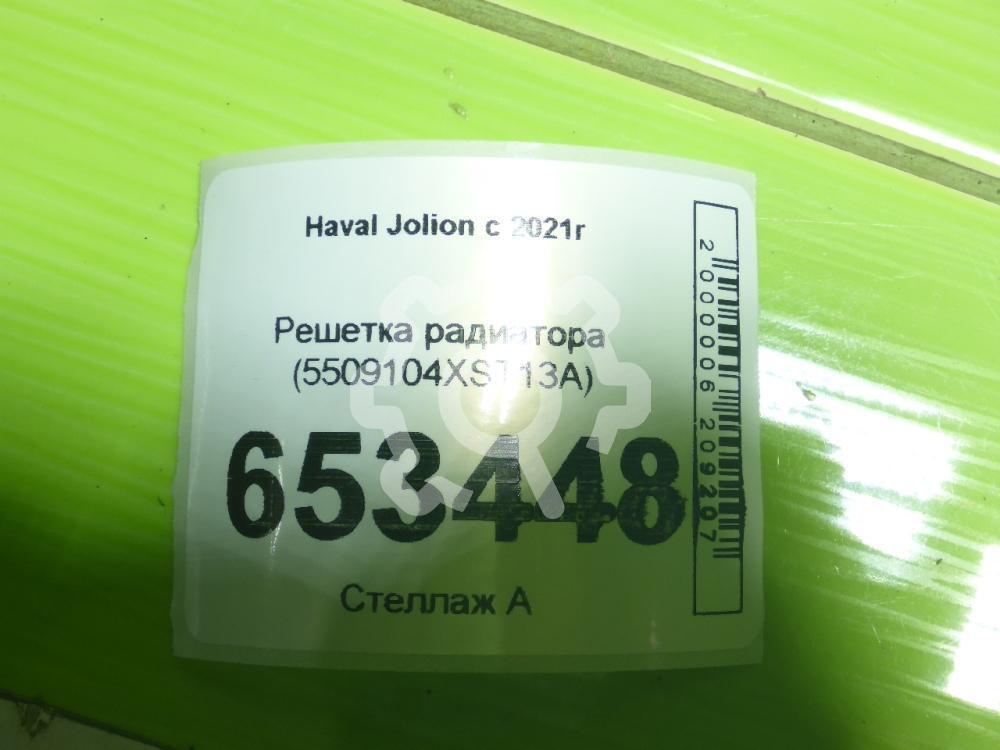 Haval Jolion с 2021г
Решетка радиатора
(5509104XST13A)
653448
Стеллаж А
2000006209207